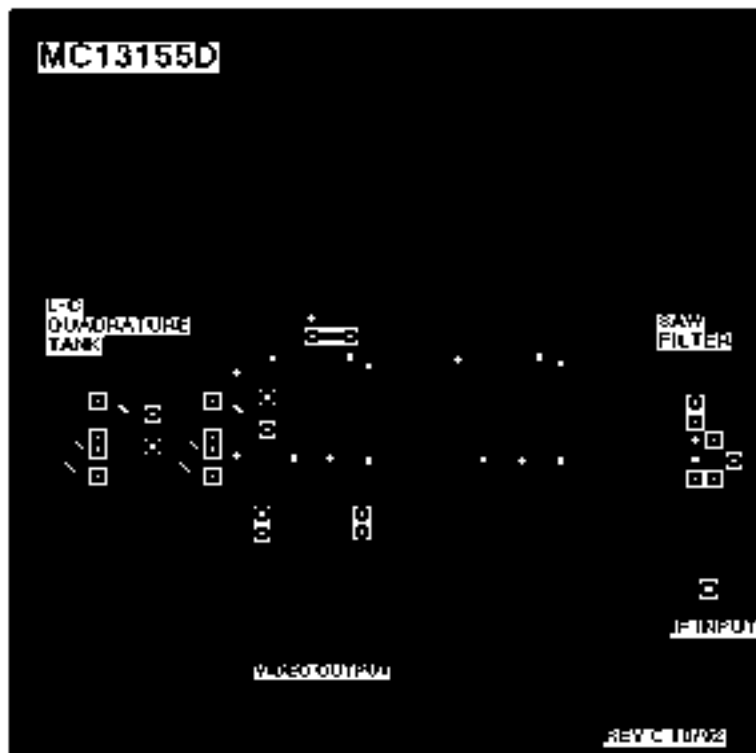 MC13155D
L-C
QUADRATURE
TANK
SAW
FILTER
IF INPUT
VIDEO OUTPUT
REV C 10/92